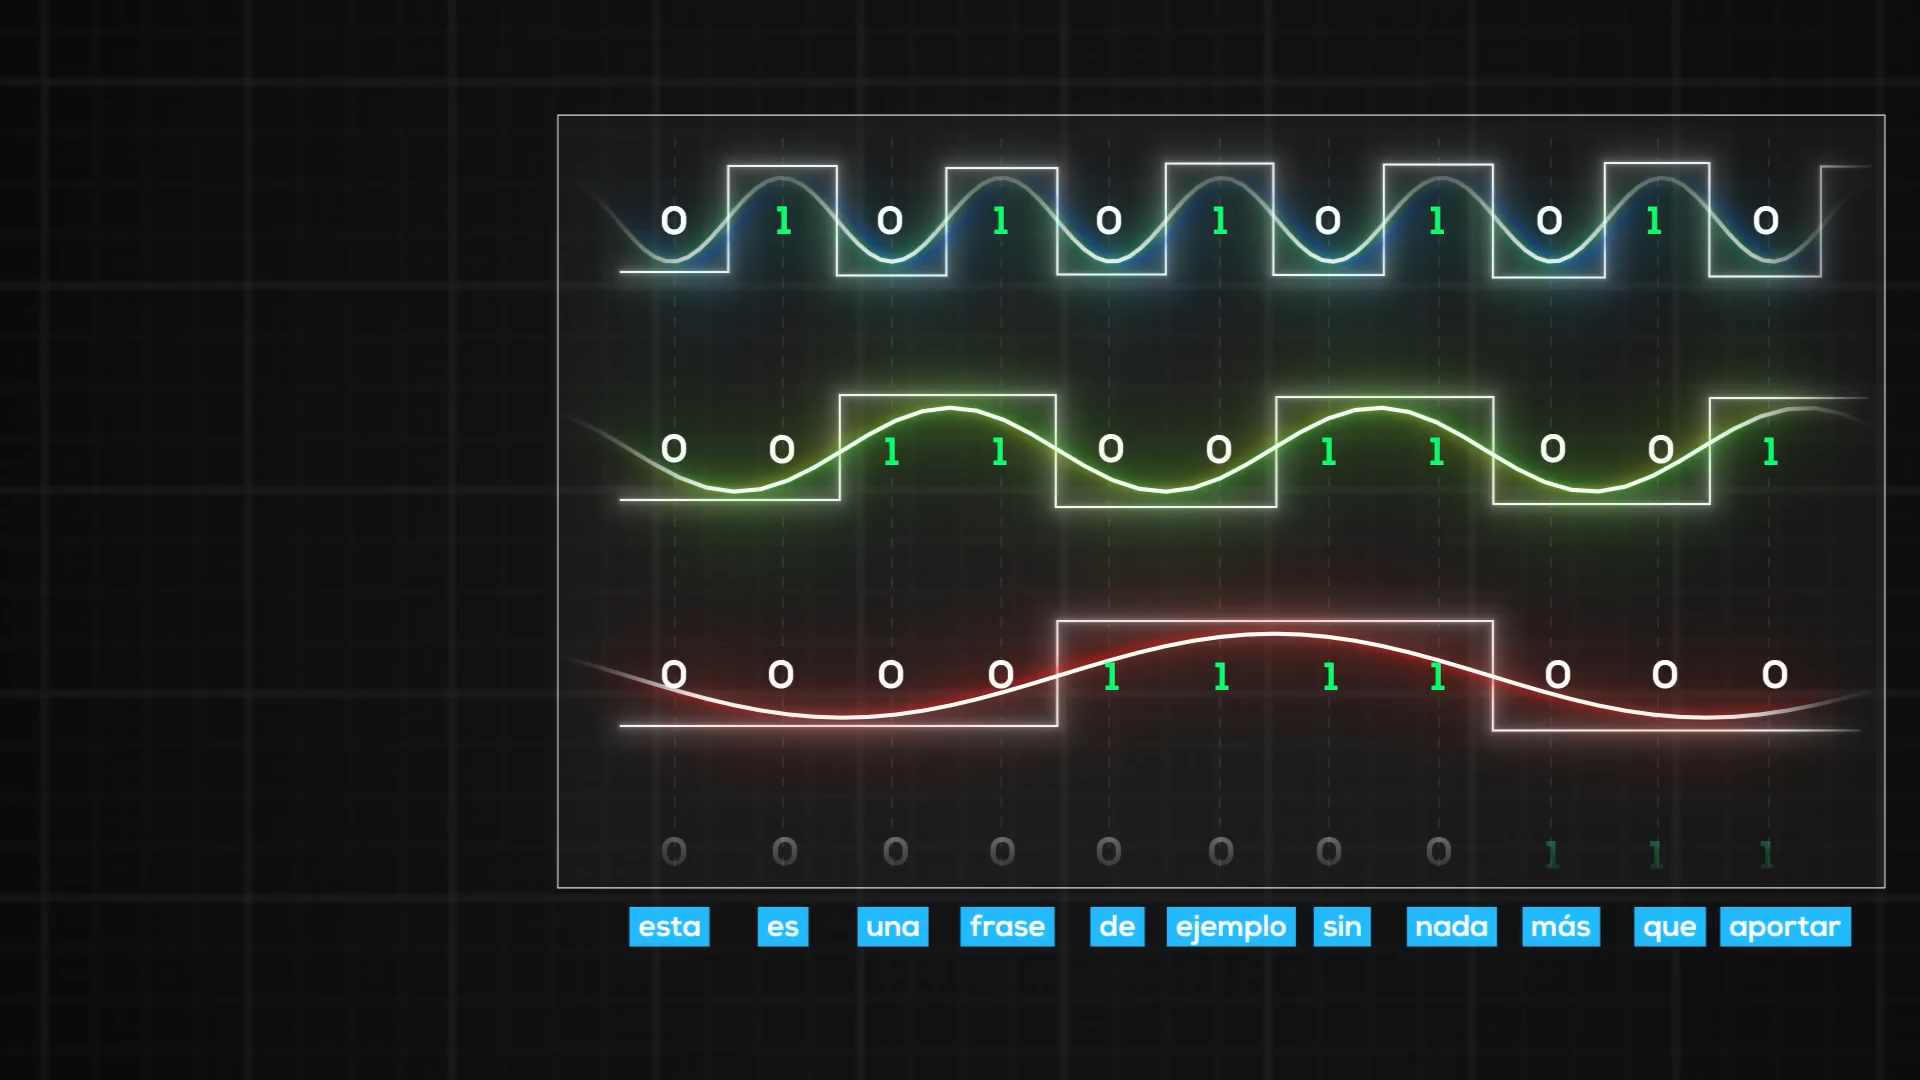 0 1 0 1 0 1 0 1 0 1 0
0 0 1 1 0 0 1 1 0 0 1
0 0 0 0 1 1 1 1 0 0 0
0 0 0 0 0 0 0 0 1 1 1
esta es una frase de ejemplo sin nada más que aportar